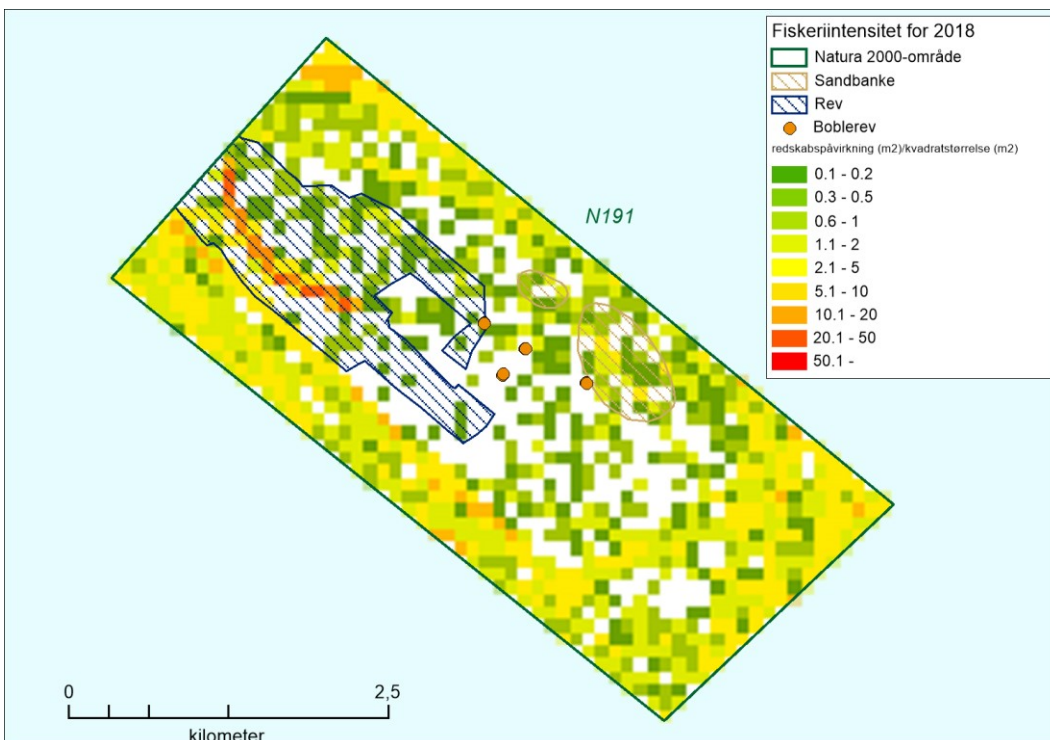 Fiskeriintensitet for 2018
Natura 2000-område
Sandbanke
Rev
Boblerev
redskabspåvirkning (m2)/kvadratstørrelse (m2)
0.1 - 0.2
0.3 - 0.5
0.6 - 1
1.1 - 2
2.1 - 5
5.1 - 10
10.1 - 20
20.1 - 50
50.1 -
N191
0 2,5
kilometer